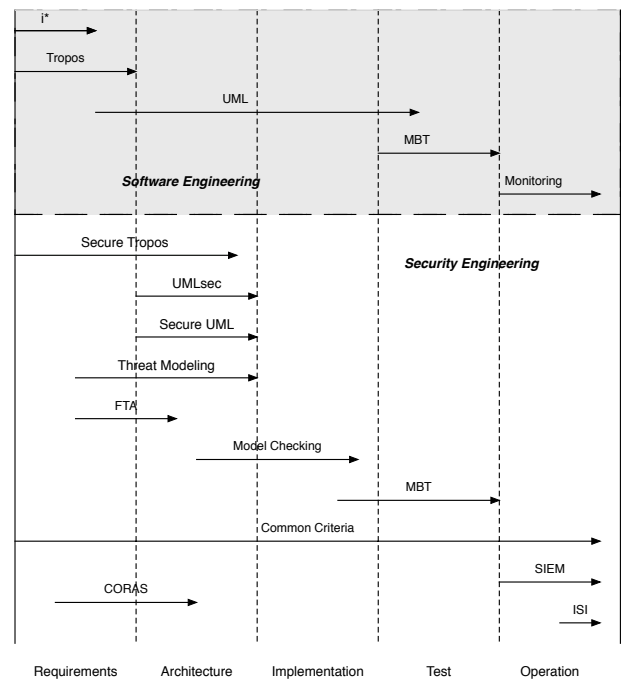 i*
Tropos
UML
MBT
Software Engineering
Monitoring
Secure Tropos
Security Engineering
UMLsec
Secure UML
Threat Modeling
FTA
Model Checking
MBT
Common Criteria
SIEM
CORAS
ISI
Requirements Architecture Implementation Test Operation